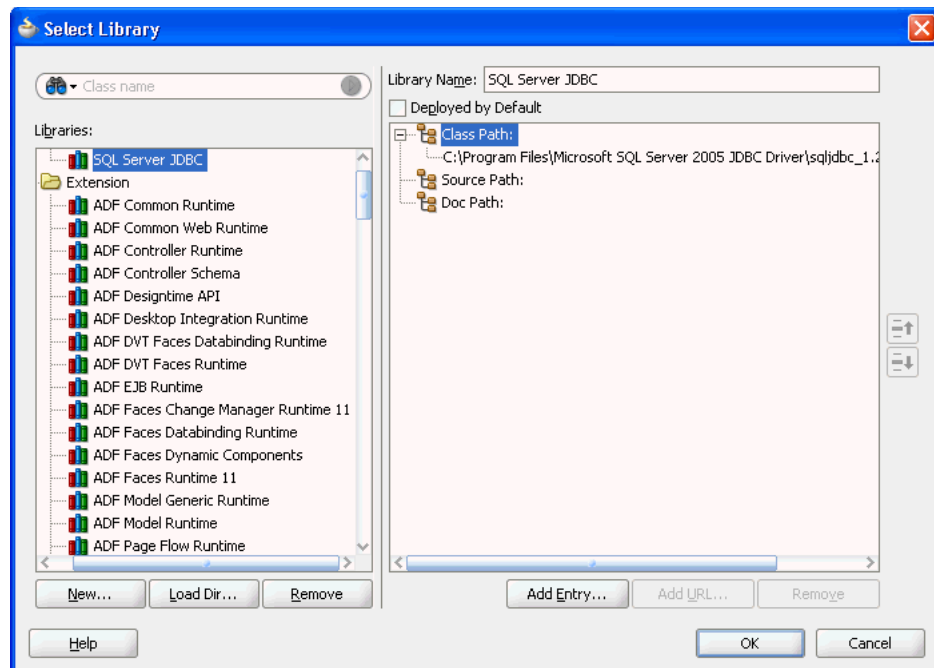 Select Library
Class name
Libraries:
SQL Server JDBC
Extension
ADF Common Runtime
ADF Common Web Runtime
ADF Controller Runtime
ADF Controller Schema
ADF Designtime API
ADF Desktop Integration Runtime
ADF DVT Faces Databinding Runtime
ADF DVT Faces Runtime
ADF EJB Runtime
ADF Faces Change Manager Runtime 11
ADF Faces Databinding Runtime
ADF Faces Dynamic Components
ADF Faces Runtime 11
ADF Model Generic Runtime
ADF Model Runtime
ADF Page Flow Runtime
New...
Load Dir...
Remove
Library Name: SQL Server JDBC
Deployed by Default
Class Path:
C:\Program Files\Microsoft SQL Server 2005 JDBC Driver\sqljdbc_1.2
Source Path:
Doc Path:
Add Entry...
Add URL...
Remove
Help
OK
Cancel